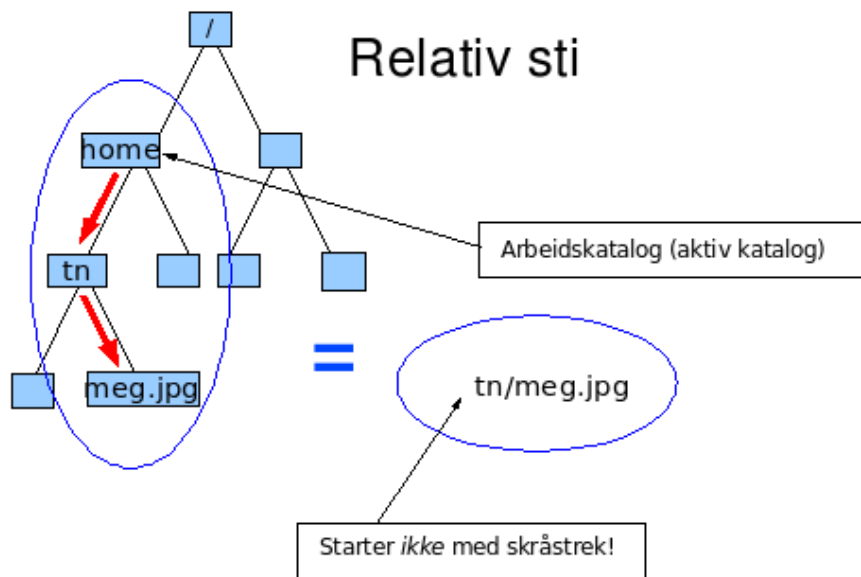 /
Relativ sti
home
Arbeidskatalog (aktiv katalog)
tn
=
meg.jpg
tn/meg.jpg
Starter ikke med skråstrek!